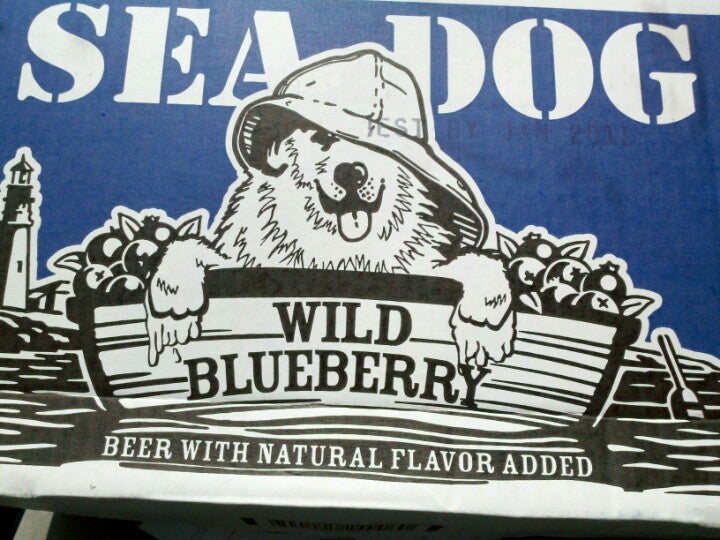 SEA DOG
BEST BY JAN 2011
WILD
BLUEBERRY
BEER WITH NATURAL FLAVOR ADDED